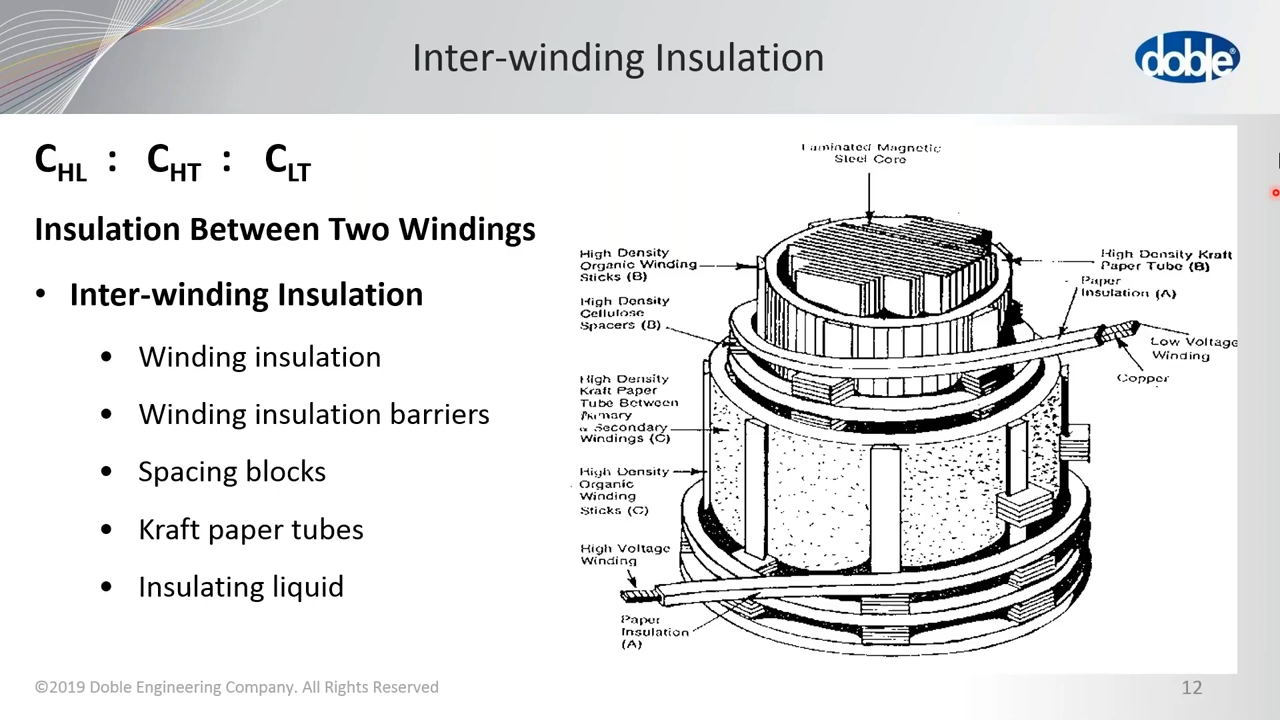 Inter-winding Insulation
doble®
CHL : CHT : CLT
Insulation Between Two Windings
• Inter-winding Insulation
• Winding insulation
• Winding insulation barriers
• Spacing blocks
• Kraft paper tubes
• Insulating liquid
Laminated Magnetic
Steel Core
High Density
Organic Winding
Sticks (B)
High Density
Cellulose
Spacers (B)
High Density
Kraft Paper
Tube Between
Primary
& Secondary
Windings (C)
High Density
Organic
Winding
Sticks (C)
High Voltage
Winding
Paper
Insulation
(A)
High Density Kraft
Paper Tube (B)
Paper
Insulation (A)
Low Voltage
Winding
Copper
©2019 Doble Engineering Company. All Rights Reserved
12